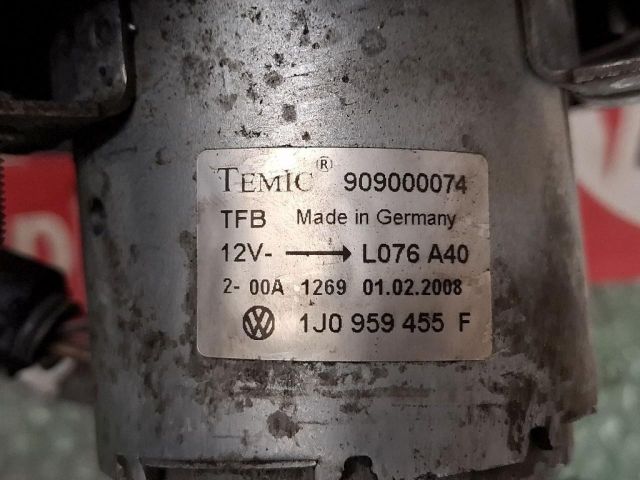 TEMIC® 909000074
TFB Made in Germany
12V- → L076 A40
2- 00A 1269 01.02.2008
1J0 959 455 F